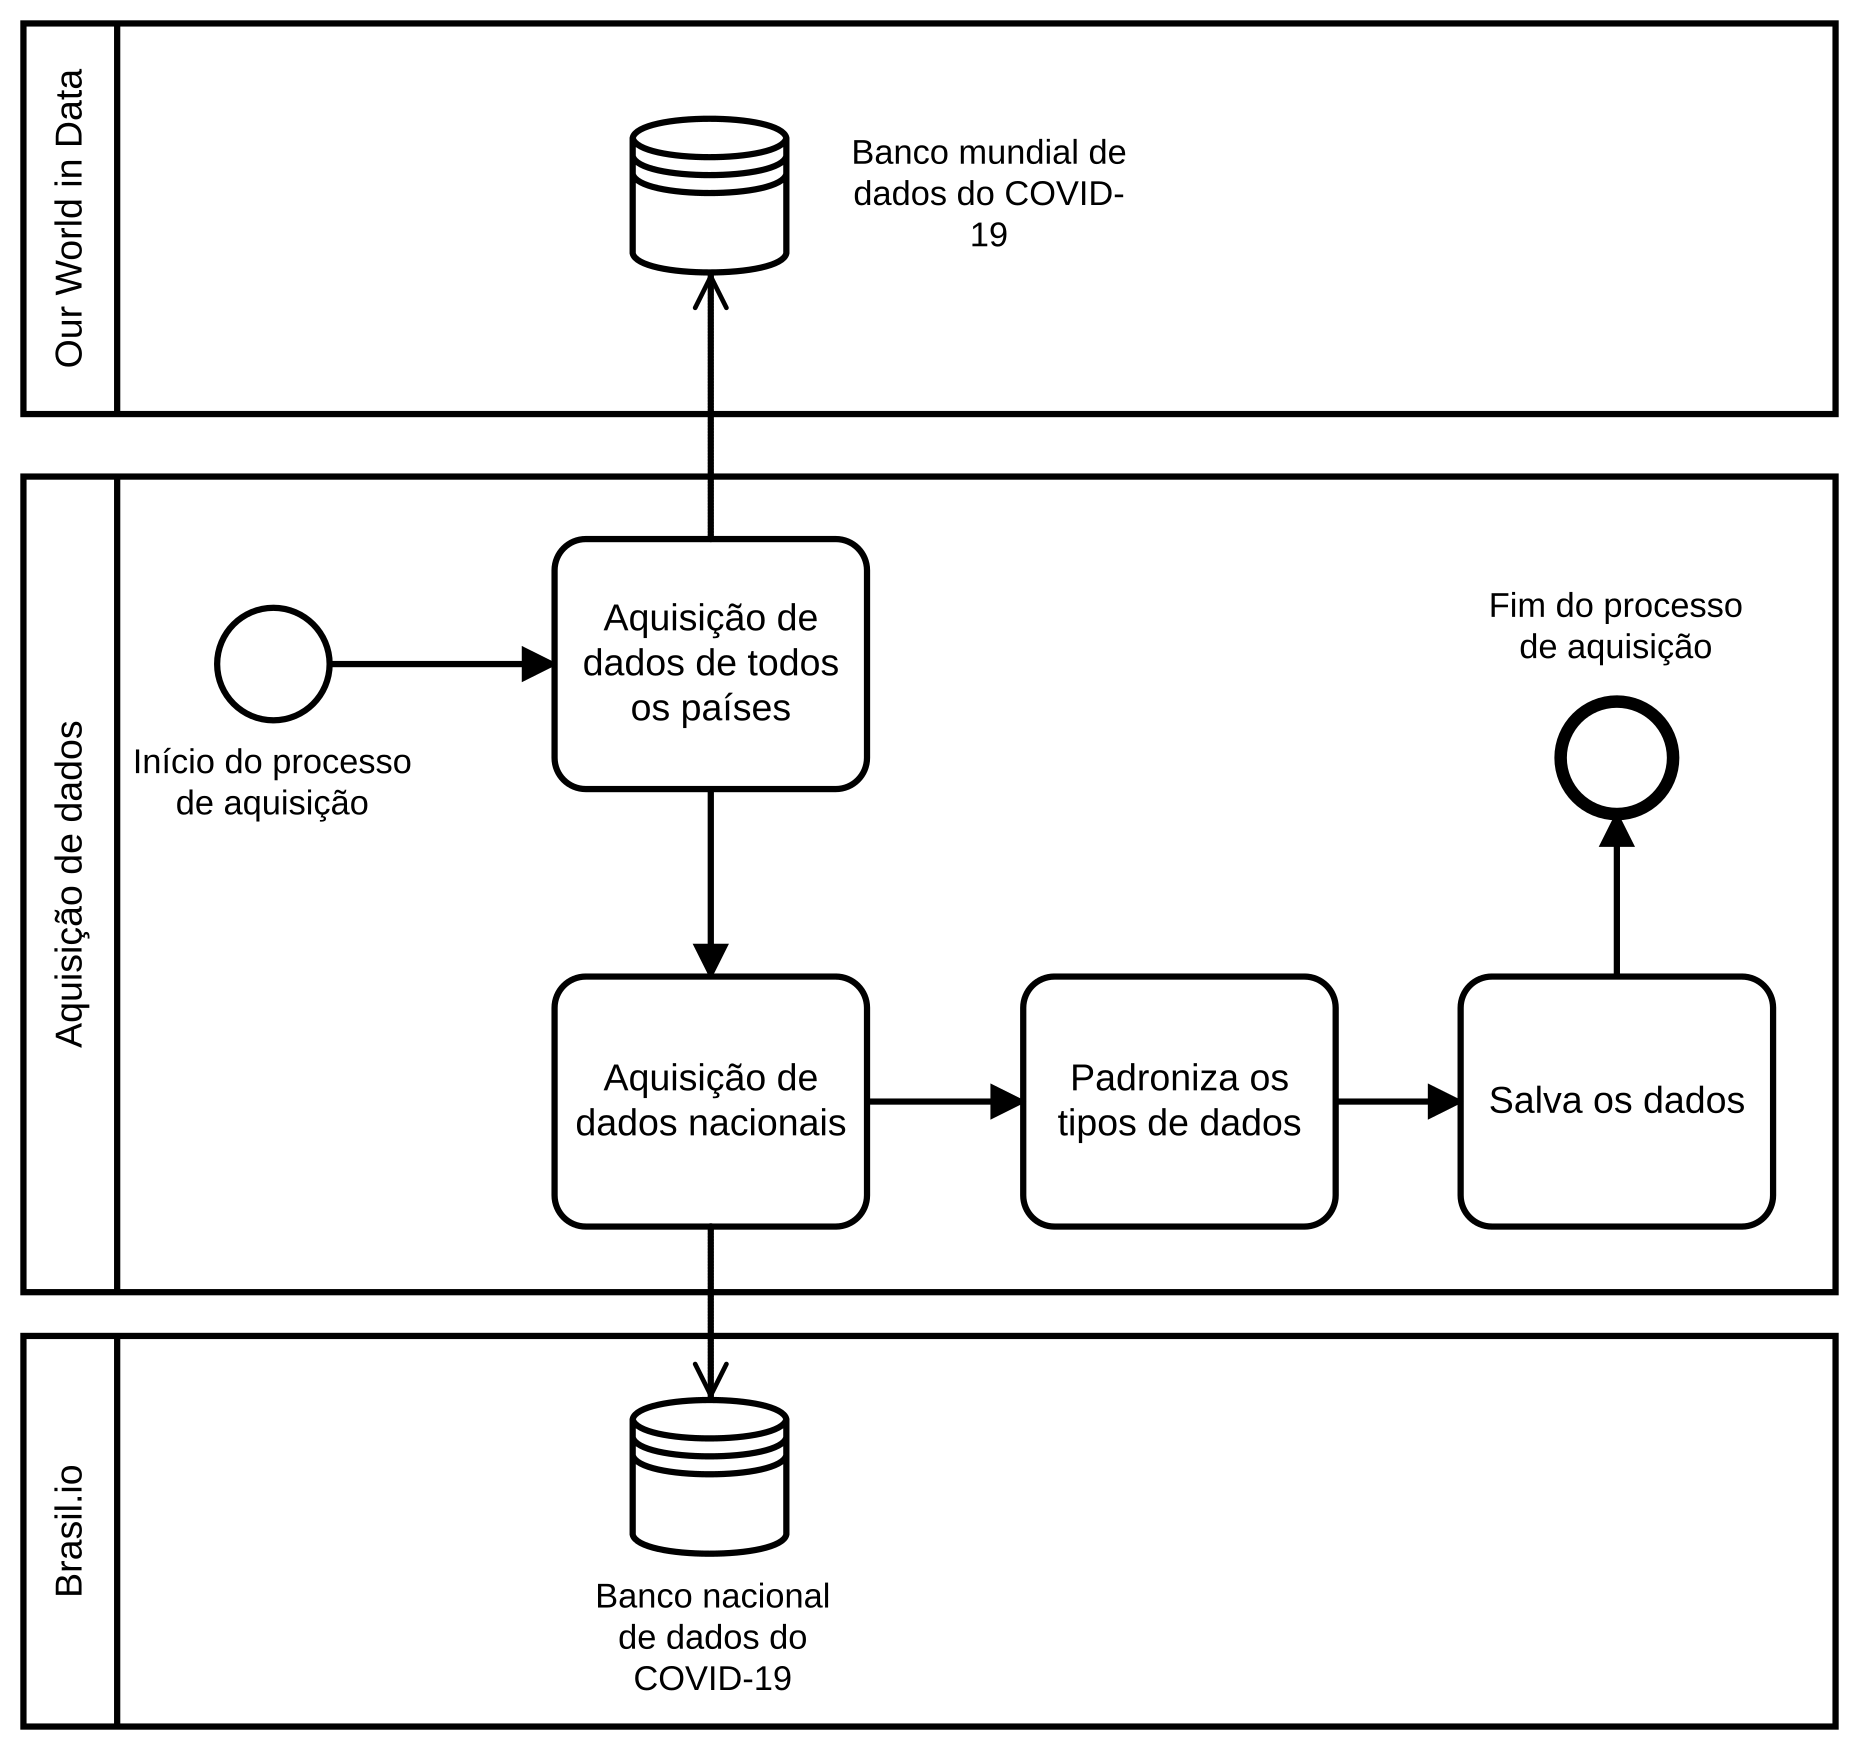 Our World in Data
Banco mundial de
dados do COVID-
19
Aquisição de dados
Início do processo
de aquisição
Aquisição de
dados de todos
os países
Fim do processo
de aquisição
Aquisição de
dados nacionais
Padroniza os
tipos de dados
Salva os dados
Brasil.io
Banco nacional
de dados do
COVID-19